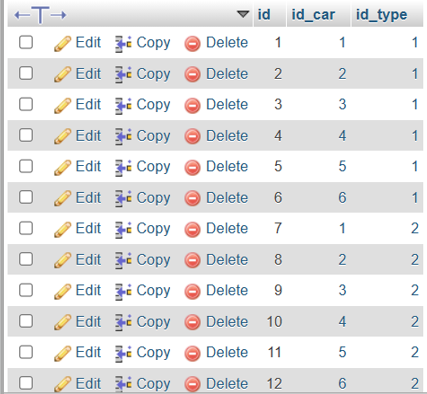 id id_car id_type
Edit Copy Delete 1 1 1
Edit Copy Delete 2 2 1
Edit Copy Delete 3 3 1
Edit Copy Delete 4 4 1
Edit Copy Delete 5 5 1
Edit Copy Delete 6 6 1
Edit Copy Delete 7 1 2
Edit Copy Delete 8 2 2
Edit Copy Delete 9 3 2
Edit Copy Delete 10 4 2
Edit Copy Delete 11 5 2
Edit Copy Delete 12 6 2